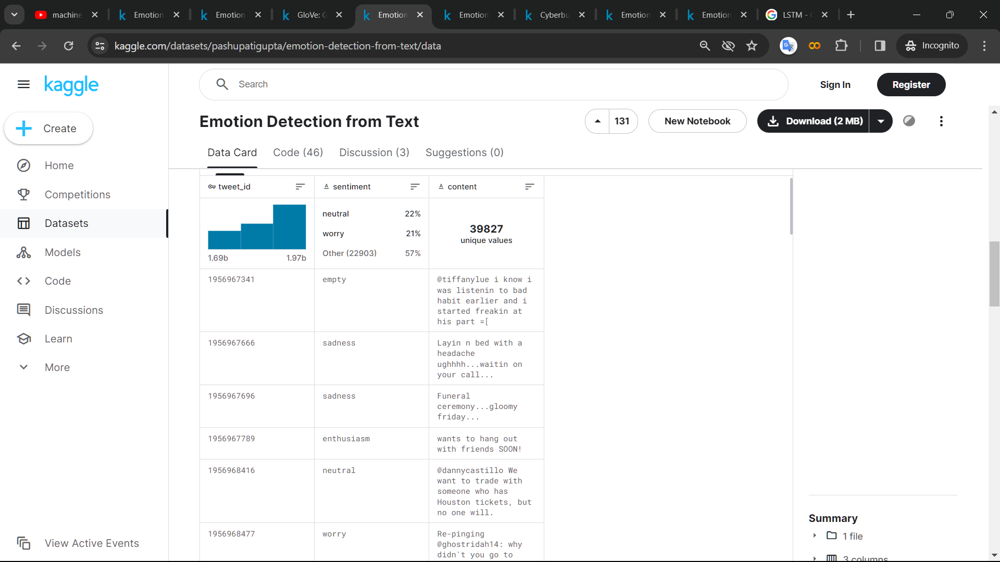 machine
Emotion
Emotion
GloVe: G
Emotion
Emotion
Cyberbu
Emotion
Emotion
LSTM -
kaggle.com/datasets/pashupatigupta/emotion-detection-from-text/data
Incognito
kaggle
Search
Sign In
Register
Create
Emotion Detection from Text
131
New Notebook
Download (2 MB)
Data Card
Code (46)
Discussion (3)
Suggestions (0)
Home
Competitions
Datasets
Models
Code
Discussions
Learn
More
View Active Events
tweet_id
sentiment
content
1.69b
1.97b
neutral 22%
worry 21%
Other (22903) 57%
39827
unique values
1956967341
empty
@tiffanylue i know i
was listenin to bad
habit earlier and i
started freakin at
his part =[
1956967666
sadness
Layin n bed with a
headache
ughhhh...waitin on
your call...
1956967696
sadness
Funeral
ceremony...gloomy
friday...
1956967789
enthusiasm
wants to hang out
with friends SOON!
1956968416
neutral
@dannycastillo We
want to trade with
someone who has
Houston tickets, but
no one will.
1956968477
worry
Re-pinging
@ghostridah14: why
didn't you go to
Summary
1 file
3 columns